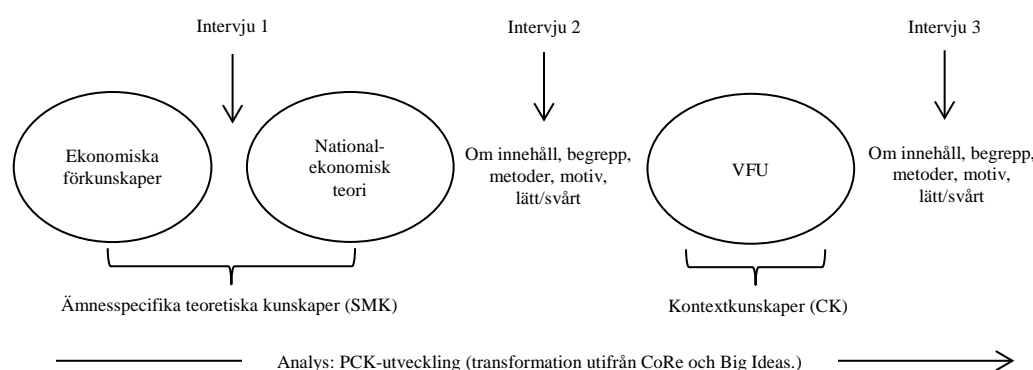 Intervju 1
Intervju 2
Intervju 3
Ekonomiska
förkunskaper
National-
ekonomisk
teori
Om innehåll, begrepp,
metoder, motiv,
lätt/svårt
VFU
Om innehåll, begrepp,
metoder, motiv,
lätt/svårt
Ämnesspecifika teoretiska kunskaper (SMK)
Kontextkunskaper (CK)
Analys: PCK-utveckling (transformation utifrån CoRe och Big Ideas.)